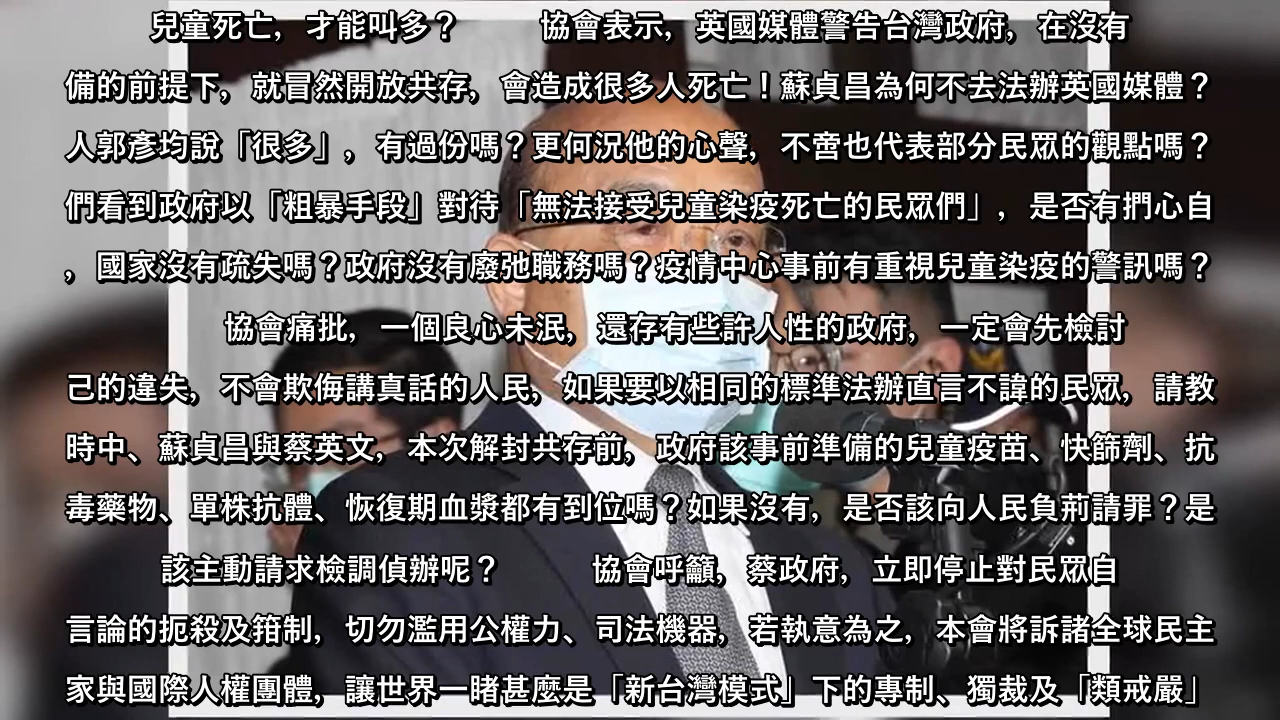 兒童死亡，才能叫多？　　協會表示，英國媒體警告台灣政府，在沒有
備的前提下，就冒然開放共存，會造成很多人死亡！蘇貞昌為何不去法辦英國媒體？
人郭彥均說「很多」，有過份嗎？更何況他的心聲，不啻也代表部分民眾的觀點嗎？
們看到政府以「粗暴手段」對待「無法接受兒童染疫死亡的民眾們」，是否有捫心自
，國家沒有疏失嗎？政府沒有廢弛職務嗎？疫情中心事前有重視兒童染疫的警訊嗎？
協會痛批，一個良心未泯，還存有些許人性的政府，一定會先檢討
己的違失，不會欺侮講真話的人民，如果要以相同的標準法辦直言不諱的民眾，請教
時中、蘇貞昌與蔡英文，本次解封共存前，政府該事前準備的兒童疫苗、快篩劑、抗
毒藥物、單株抗體、恢復期血漿都有到位嗎？如果沒有，是否該向人民負荊請罪？是
該主動請求檢調偵辦呢？　　協會呼籲，蔡政府，立即停止對民眾自
言論的扼殺及箝制，切勿濫用公權力、司法機器，若執意為之，本會將訴諸全球民主
家與國際人權團體，讓世界一睹甚麼是「新台灣模式」下的專制、獨裁及「類戒嚴」